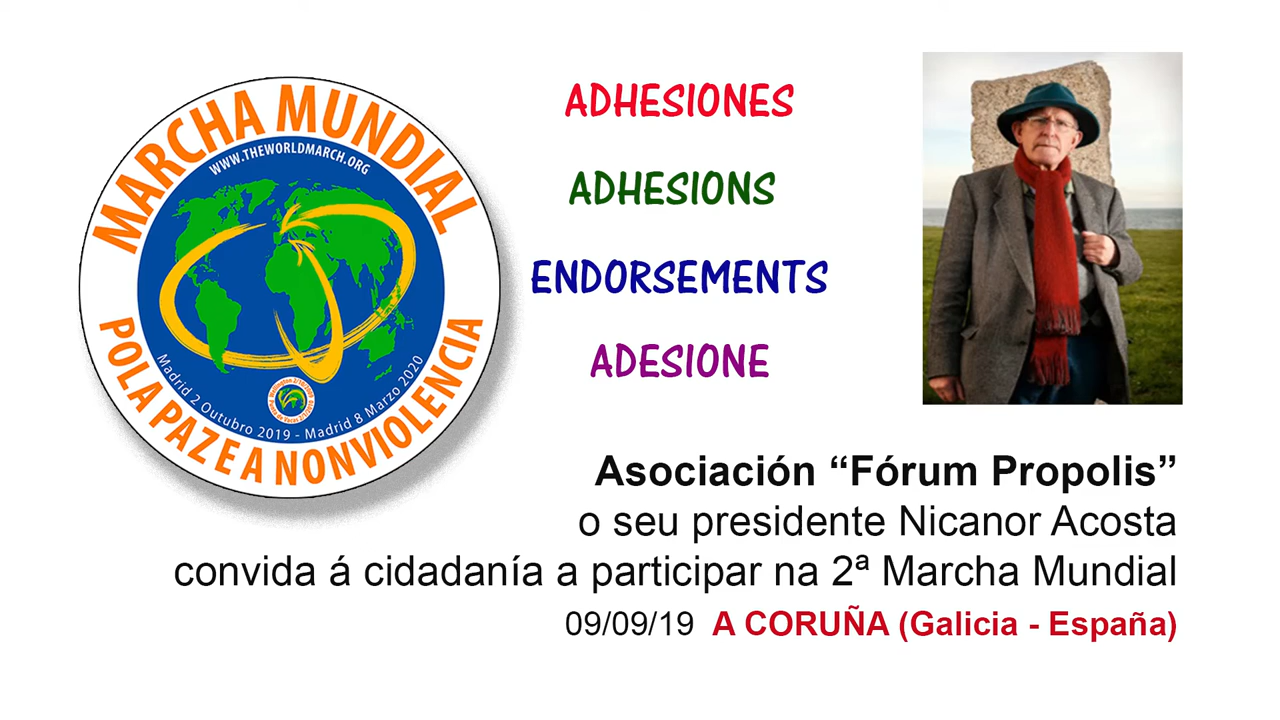 MARCHA MUNDIAL
WWW.THEWORLDMARCH.ORG
Madrid 2 Outubro 2019 - Madrid 8 Marzo 2020
POLA PAZ E A NONVIOLENCIA
ADHESIONES
ADHESIONS
ENDORSEMENTS
ADESIONE
Asociación “Fórum Propolis”
o seu presidente Nicanor Acosta
convida á cidadanía a participar na 2ª Marcha Mundial
09/09/19 A CORUÑA (Galicia - España)